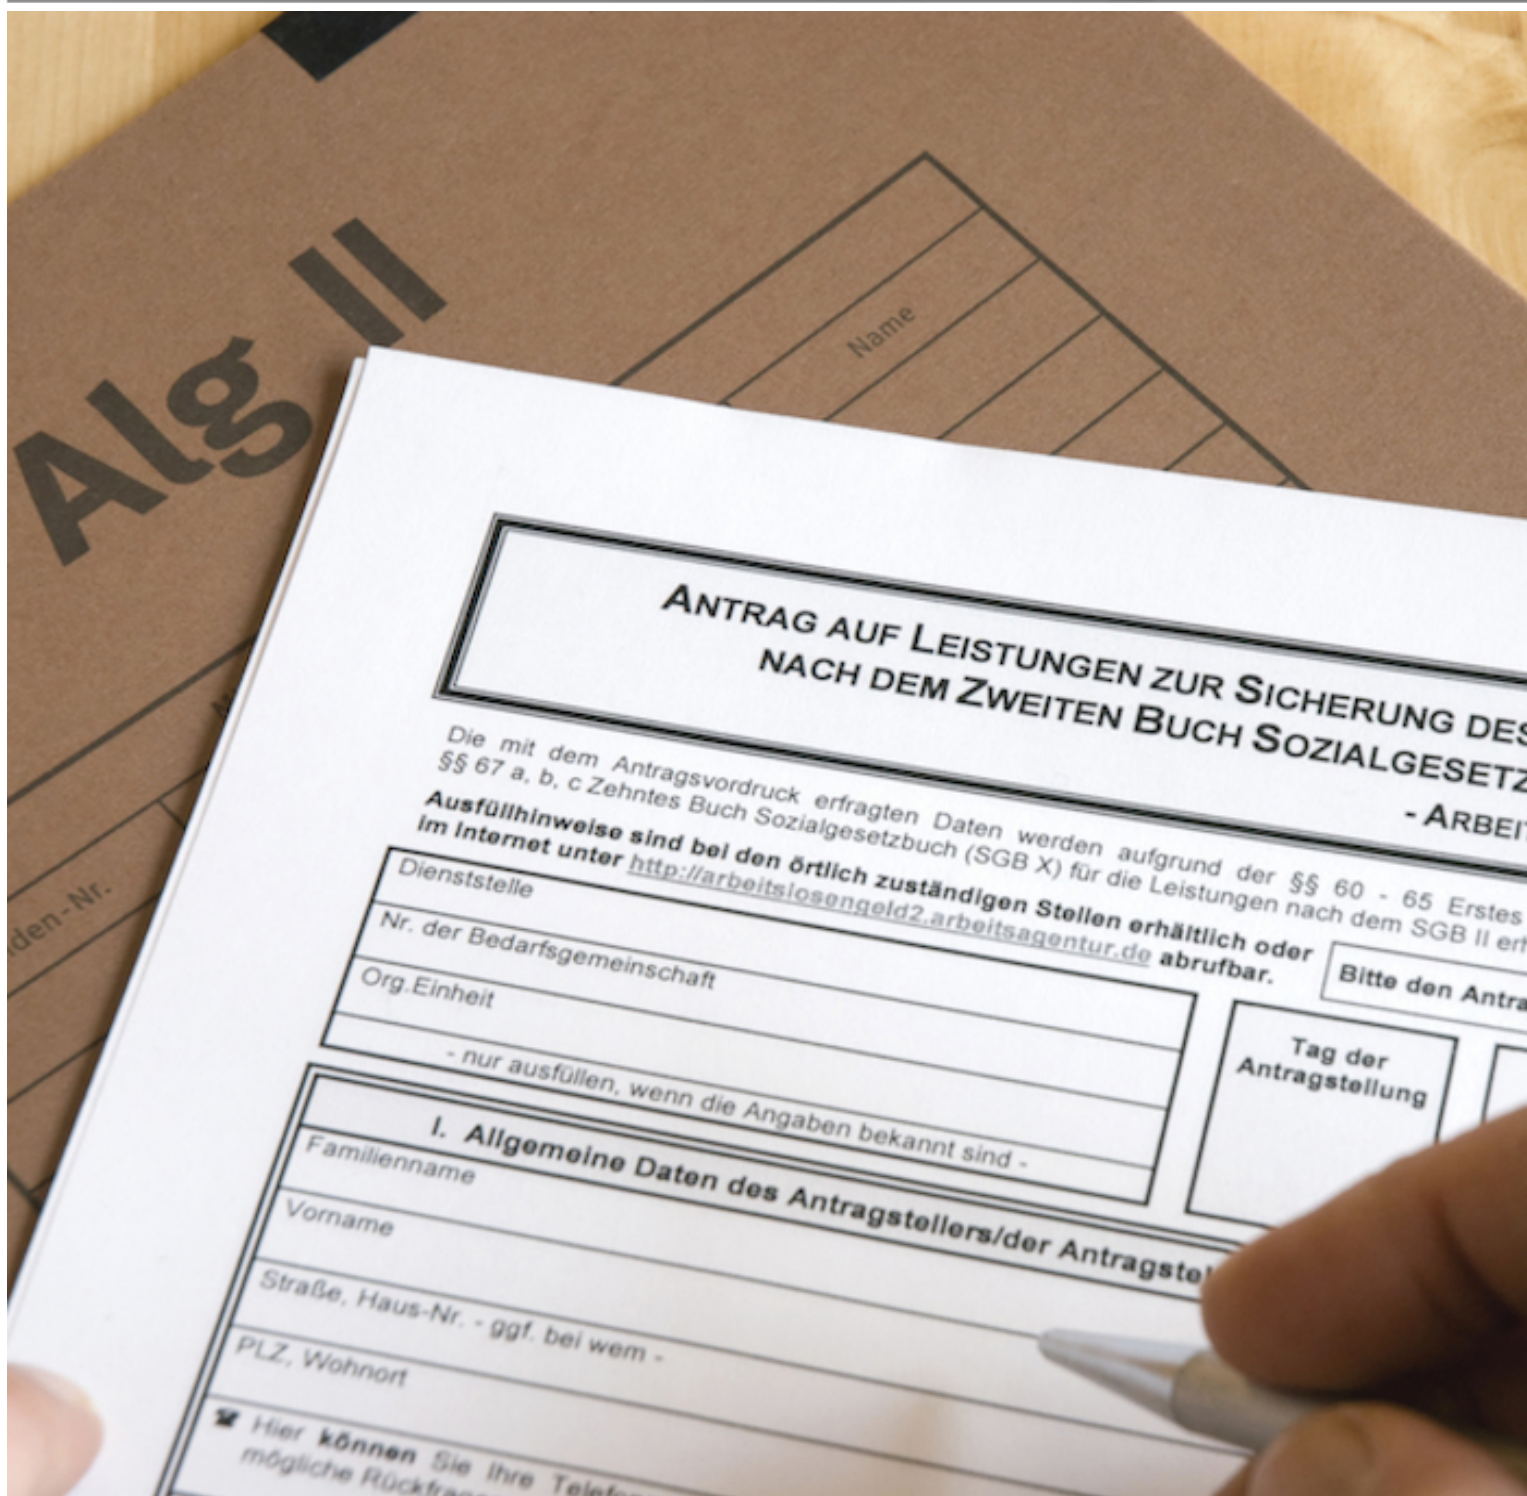 Alg II
Name
den-Nr.
ANTRAG AUF LEISTUNGEN ZUR SICHERUNG DES
NACH DEM ZWEITEN BUCH SOZIALGESETZ
- ARBEIT
Die mit dem Antragsvordruck erfragten Daten werden aufgrund der §§ 60 - 65 Erstes
§§ 67 a, b, c Zehntes Buch Sozialgesetzbuch (SGB X) für die Leistungen nach dem SGB II erh
Ausfüllhinweise sind bei den örtlich zuständigen Stellen erhältlich oder
im Internet unter http://arbeitslosengeld2.arbeitsagentur.de abrufbar.
Bitte den Antra
Dienststelle
Nr. der Bedarfsgemeinschaft
Org.Einheit
- nur ausfüllen, wenn die Angaben bekannt sind -
Tag der
Antragstellung
I. Allgemeine Daten des Antragstellers/der Antragstel
Familienname
Vorname
Straße, Haus-Nr. - ggf. bei wem -
PLZ, Wohnort
☎ Hier können Sie Ihre Telefon
mögliche Rückfragen